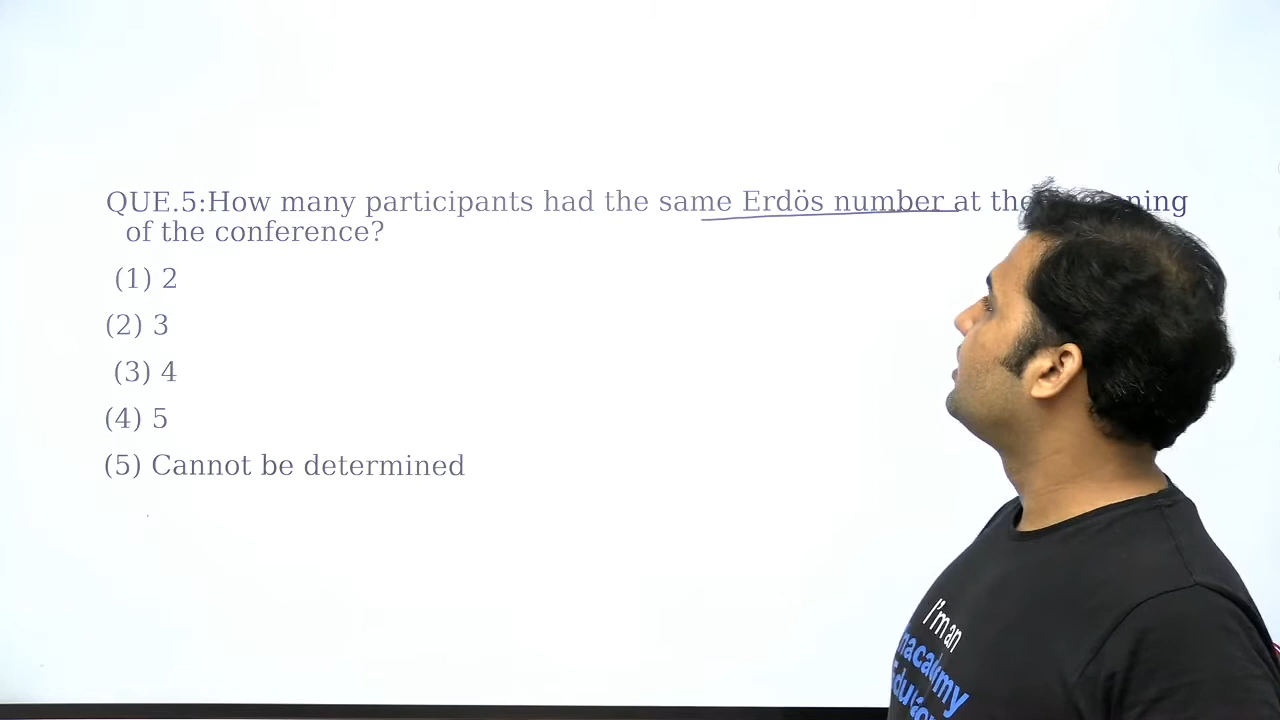 QUE.5:How many participants had the same Erdös number at the
of the conference?
(1) 2
(2) 3
(3) 4
(4) 5
(5) Cannot be determined
I'm an